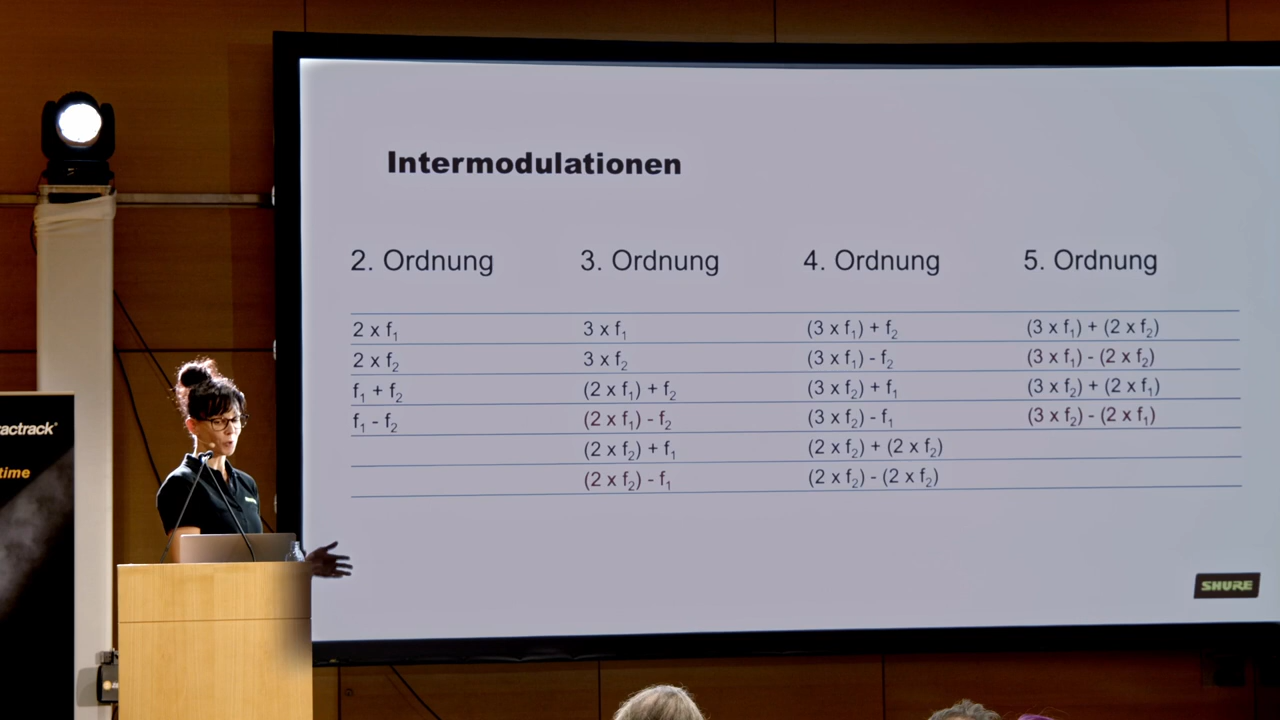 Intermodulationen
2. Ordnung 3. Ordnung 4. Ordnung 5. Ordnung
2 x f₁ 3 x f₁ (3 x f₁) + f₂ (3 x f₁) + (2 x f₂)
2 x f₂ 3 x f₂ (3 x f₁) - f₂ (3 x f₁) - (2 x f₂)
f₁ + f₂ (2 x f₁) + f₂ (3 x f₂) + f₁ (3 x f₂) + (2 x f₁)
f₁ - f₂ (2 x f₁) - f₂ (3 x f₂) - f₁ (3 x f₂) - (2 x f₁)
(2 x f₂) + f₁ (2 x f₂) + (2 x f₂)
(2 x f₂) - f₁ (2 x f₂) - (2 x f₂)
SHURE
actrack®
time